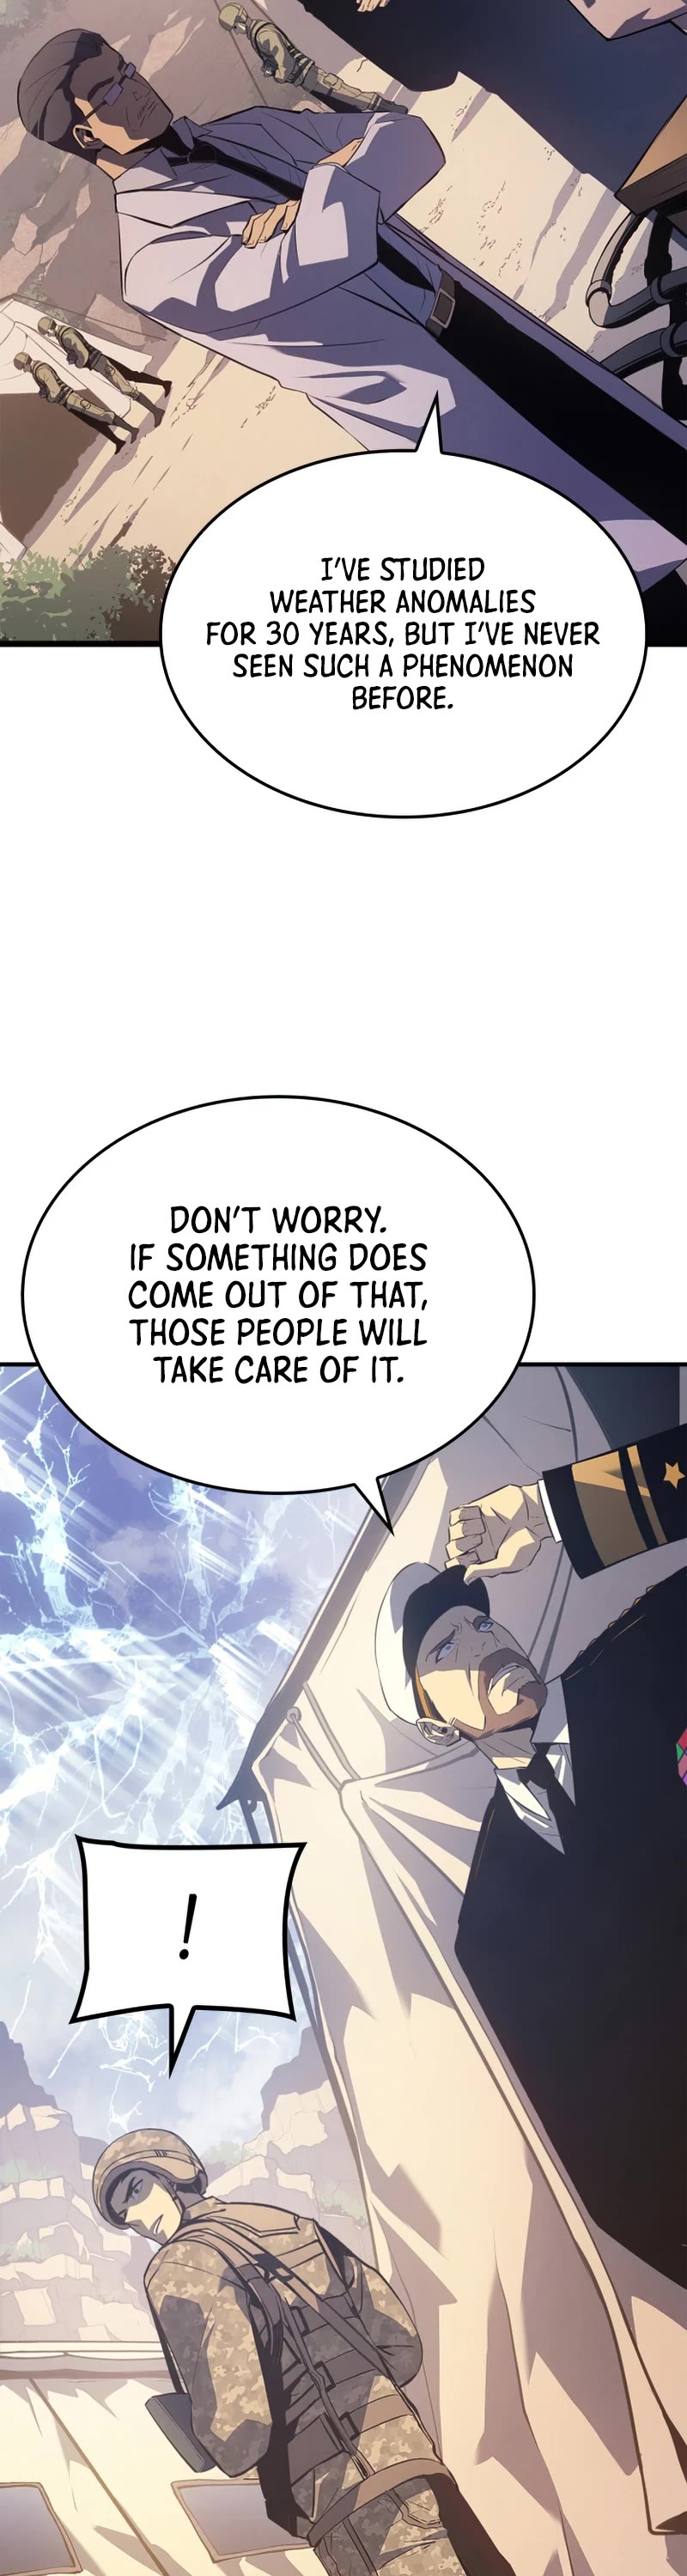 I'VE STUDIED
WEATHER ANOMALIES
FOR 30 YEARS, BUT I'VE NEVER
SEEN SUCH A PHENOMENON
BEFORE.
DON'T WORRY.
IF SOMETHING DOES
COME OUT OF THAT,
THOSE PEOPLE WILL
TAKE CARE OF IT.
!